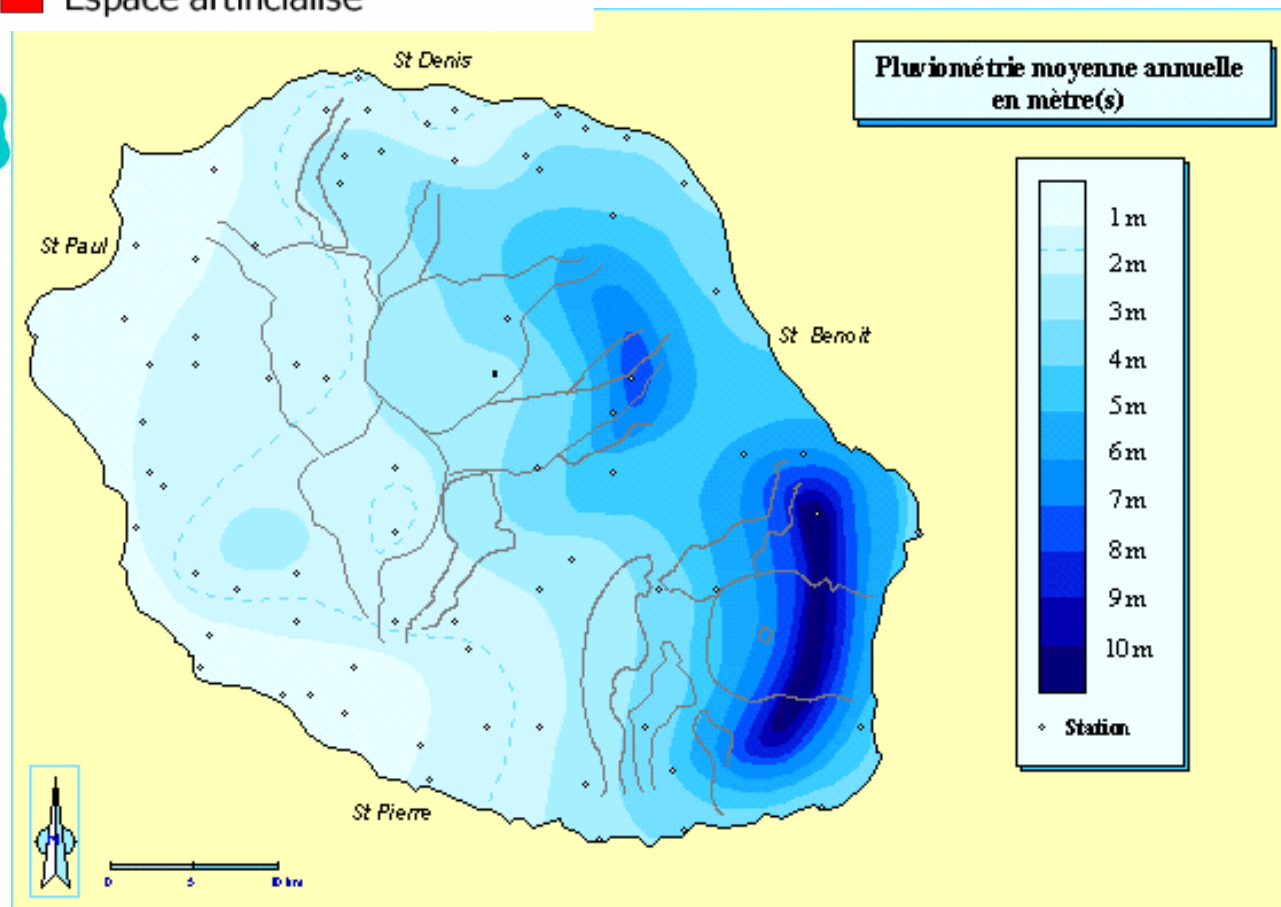 Espace artificialisé
St Denis
Pluviométrie moyenne annuelle
en mètre(s)
St Paul
1 m
2 m
3 m
St Benoit
4 m
5 m
6 m
7 m
8 m
9 m
10 m
Station
St Pierre
N
0 5 10 km